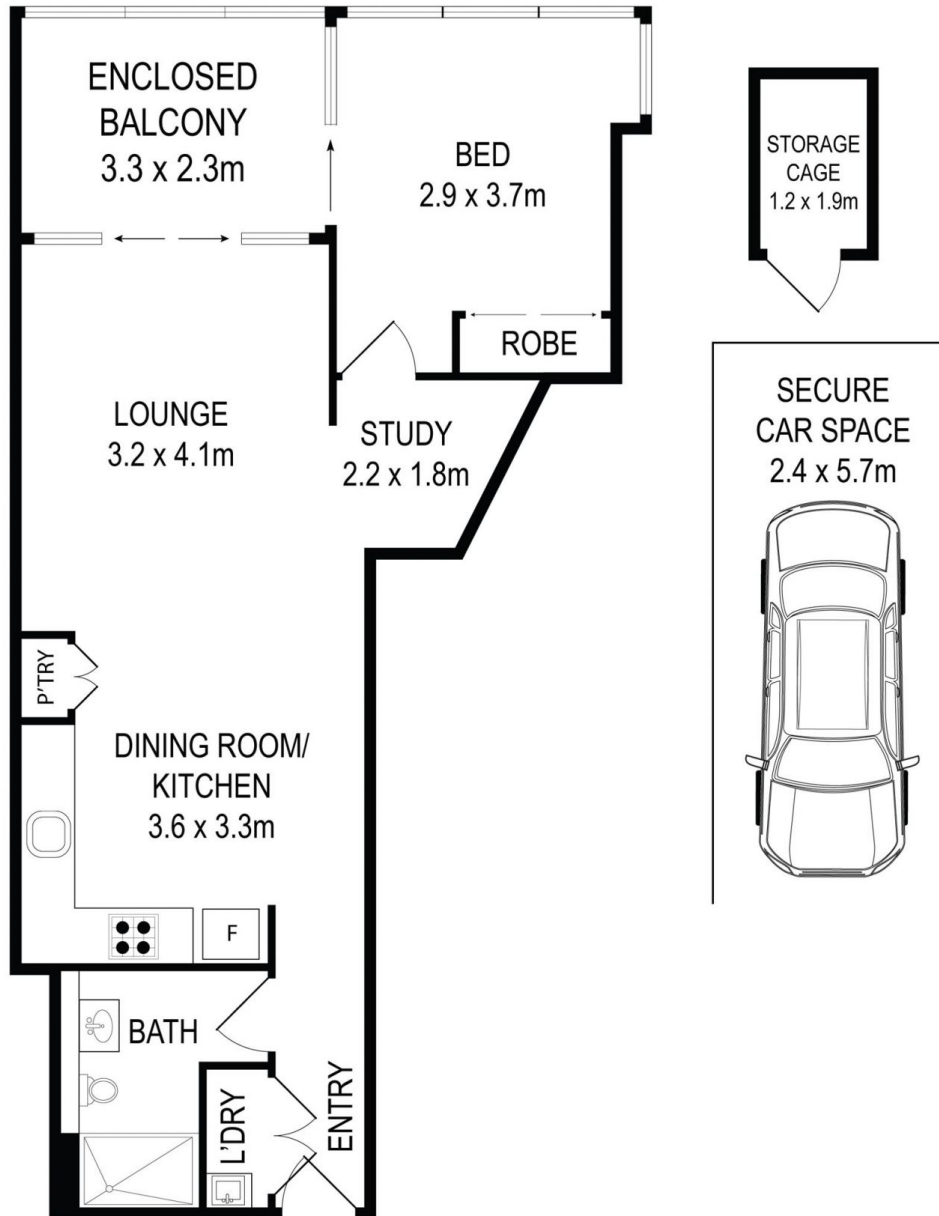 ENCLOSED
BALCONY
3.3 x 2.3m
BED
2.9 x 3.7m
STORAGE
CAGE
1.2 x 1.9m
ROBE
LOUNGE
3.2 x 4.1m
STUDY
2.2 x 1.8m
SECURE
CAR SPACE
2.4 x 5.7m
P'TRY
DINING ROOM/
KITCHEN
3.6 x 3.3m
F
BATH
L'DRY
ENTRY